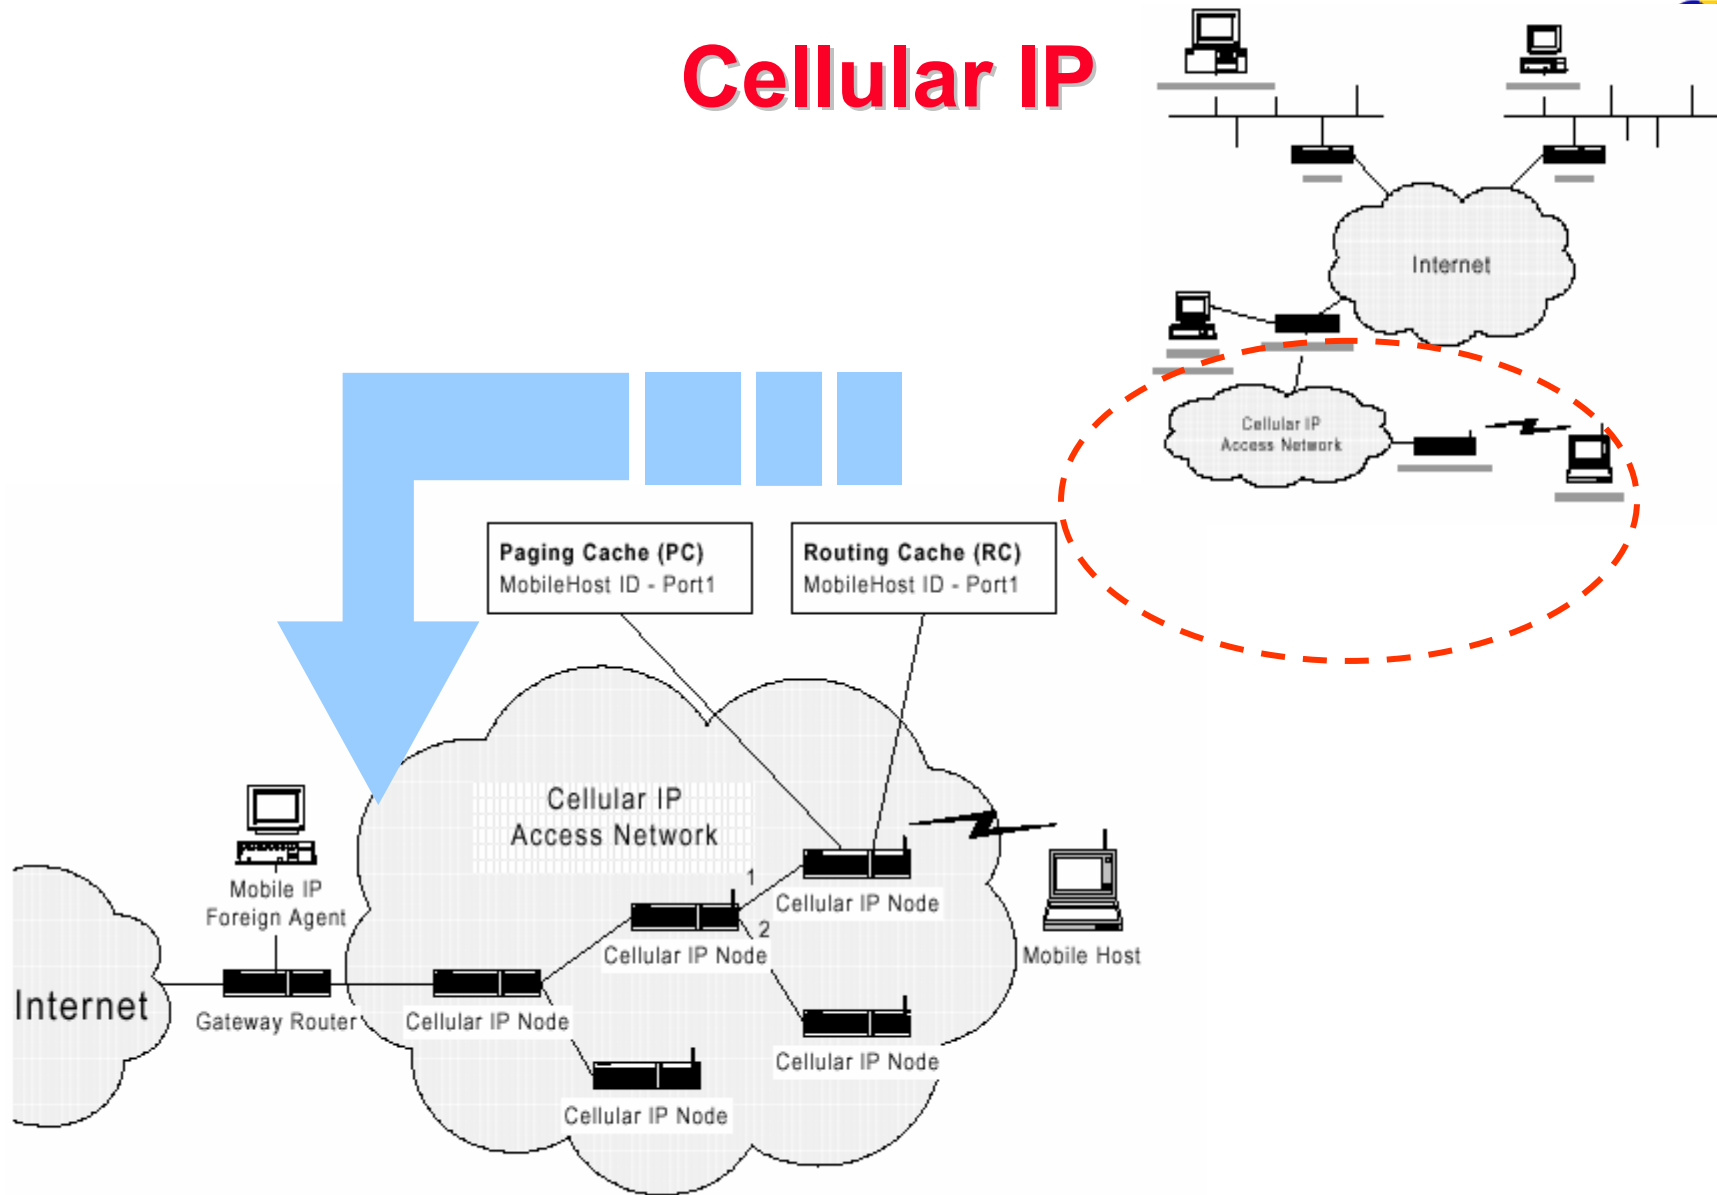 Cellular IP
Internet
Cellular IP
Access Network
Paging Cache (PC)
MobileHost ID - Port1
Routing Cache (RC)
MobileHost ID - Port1
Cellular IP
Access Network
Mobile IP
Foreign Agent
1
2
Cellular IP Node
Cellular IP Node
Mobile Host
Internet
Gateway Router
Cellular IP Node
Cellular IP Node
Cellular IP Node